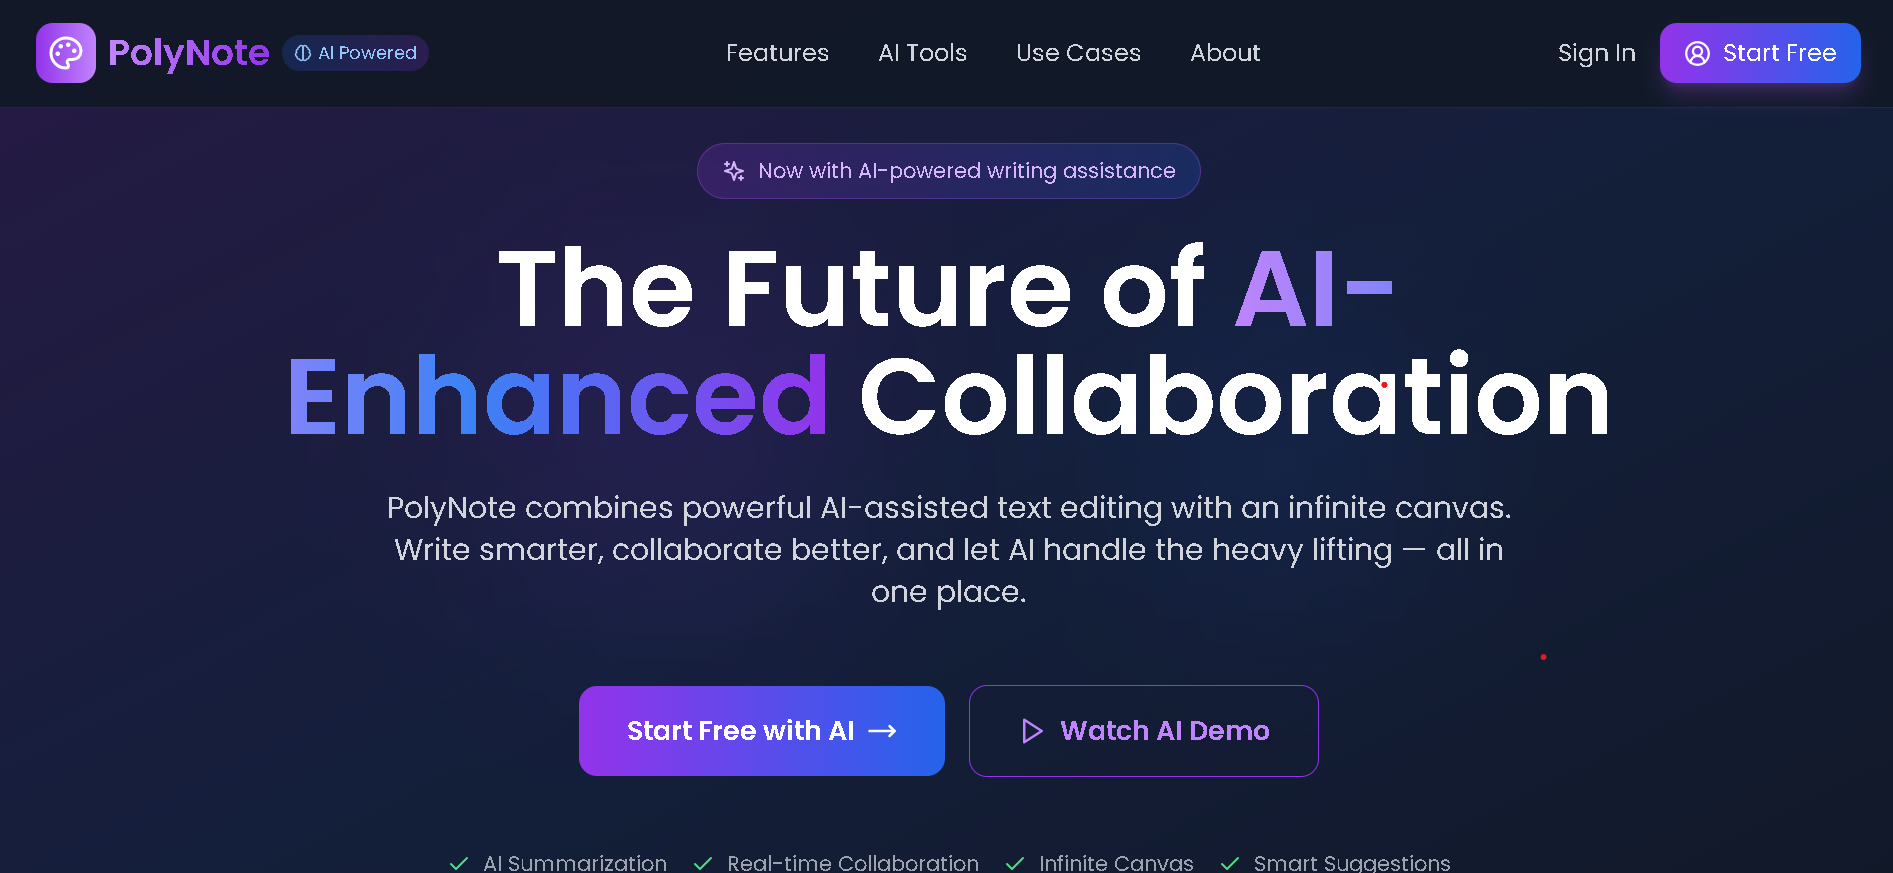 PolyNote
AI Powered
Features
AI Tools
Use Cases
About
Sign In
Start Free
Now with AI-powered writing assistance
The Future of AI-
Enhanced Collaboration
PolyNote combines powerful AI-assisted text editing with an infinite canvas.
Write smarter, collaborate better, and let AI handle the heavy lifting — all in
one place.
Start Free with AI →
Watch AI Demo
AI Summarization
Real-time Collaboration
Infinite Canvas
Smart Suggestions